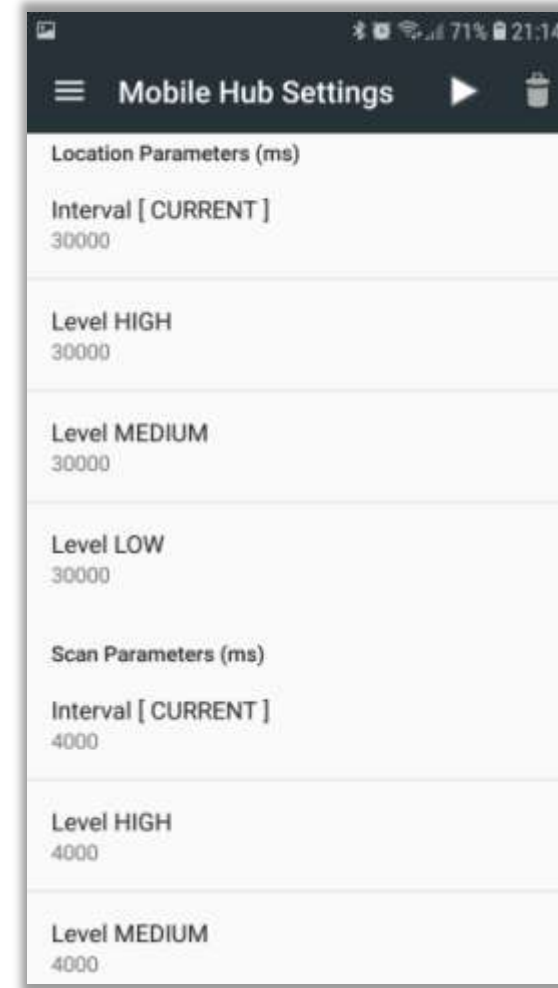 71% 21:14
Mobile Hub Settings
Location Parameters (ms)
Interval [ CURRENT ]
30000
Level HIGH
30000
Level MEDIUM
30000
Level LOW
30000
Scan Parameters (ms)
Interval [ CURRENT ]
4000
Level HIGH
4000
Level MEDIUM
4000